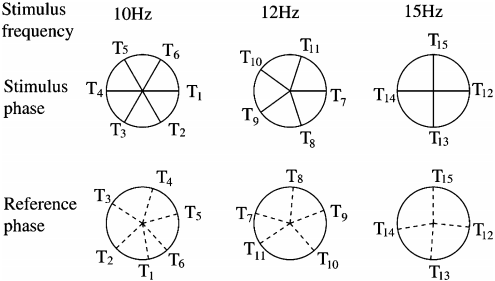 Stimulus frequency 10Hz 12Hz 15Hz
Stimulus phase
T5 T6
T4 T1
T3 T2
T11
T10
T7
T9
T8
T15
T14 T12
T13
Reference phase
T4
T3
T5
T2
T6
T1
T8
T7 T9
T11
T10
T15
T14 T12
T13